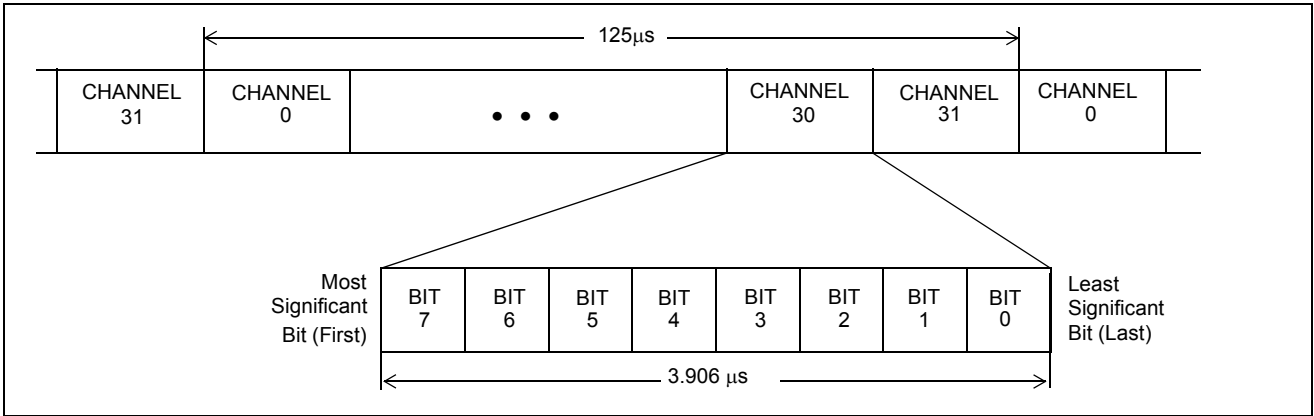 125μs
CHANNEL
31
CHANNEL
0
• • •
CHANNEL
30
CHANNEL
31
CHANNEL
0
Most
Significant
Bit (First)
BIT
7
BIT
6
BIT
5
BIT
4
BIT
3
BIT
2
BIT
1
BIT
0
Least
Significant
Bit (Last)
3.906 μs